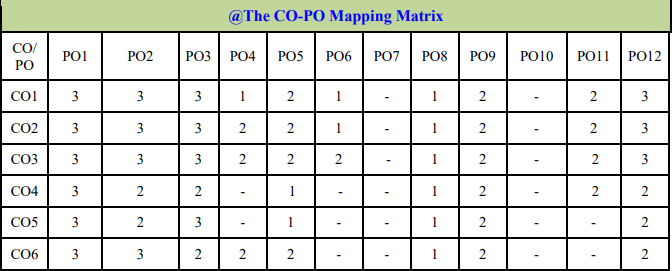 @The CO-PO Mapping Matrix
CO/ PO PO1 PO2 PO3 PO4 PO5 PO6 PO7 PO8 PO9 PO10 PO11 PO12
CO1 3 3 3 1 2 1 - 1 2 - 2 3
CO2 3 3 3 2 2 1 - 1 2 - 2 3
CO3 3 3 3 2 2 2 - 1 2 - 2 3
CO4 3 2 2 - 1 - - 1 2 - 2 2
CO5 3 2 3 - 1 - - 1 2 - - 2
CO6 3 3 2 2 2 - - 1 2 - - 2